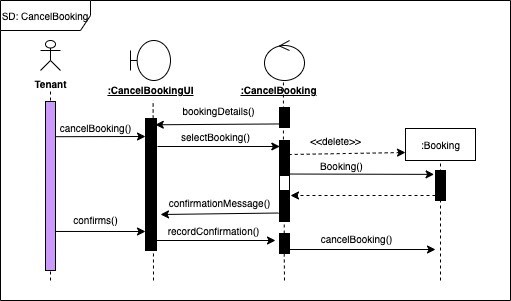 SD: CancelBooking
Tenant
:CancelBookingUI
:CancelBooking
bookingDetails()
cancelBooking()
selectBooking()
<<delete>>
:Booking
Booking()
confirmationMessage()
confirms()
recordConfirmation()
cancelBooking()